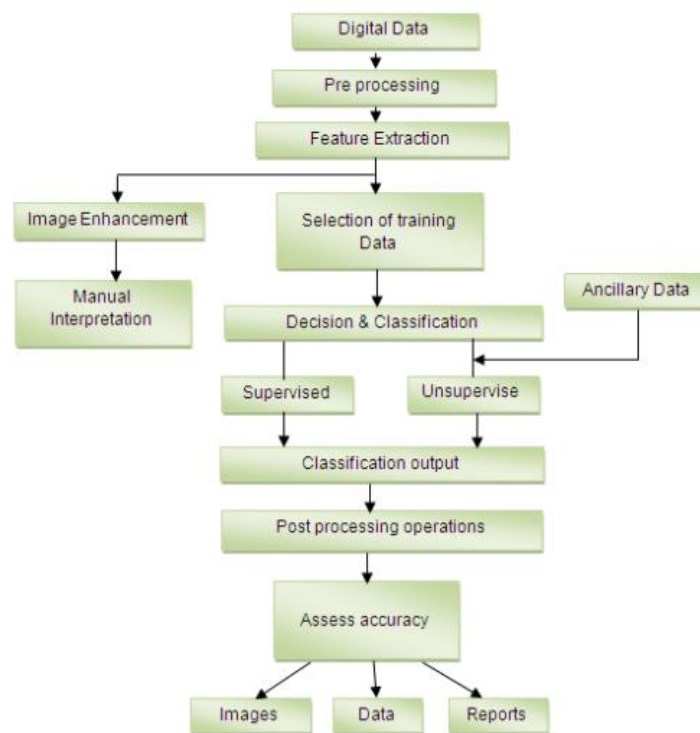 Digital Data
Pre processing
Feature Extraction
Image Enhancement
Selection of training
Data
Manual
Interpretation
Ancillary Data
Decision & Classification
Supervised
Unsupervise
Classification output
Post processing operations
Assess accuracy
Images
Data
Reports